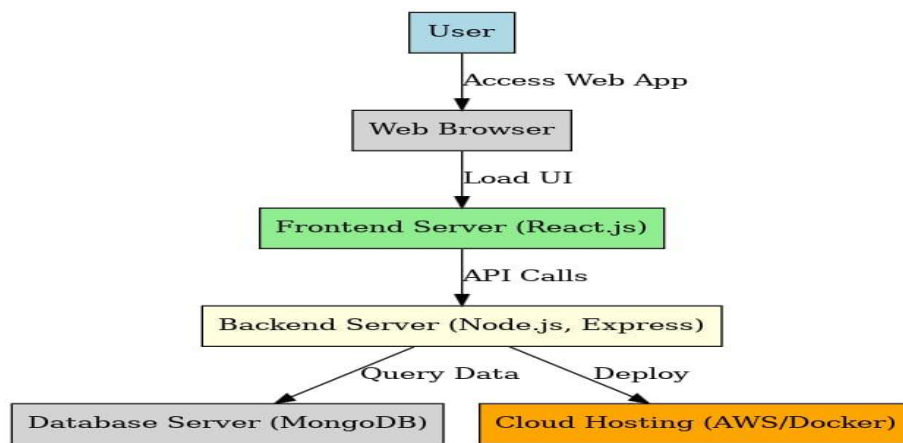 User
Access Web App
Web Browser
Load UI
Frontend Server (React.js)
API Calls
Backend Server (Node.js, Express)
Query Data
Deploy
Database Server (MongoDB)
Cloud Hosting (AWS/Docker)